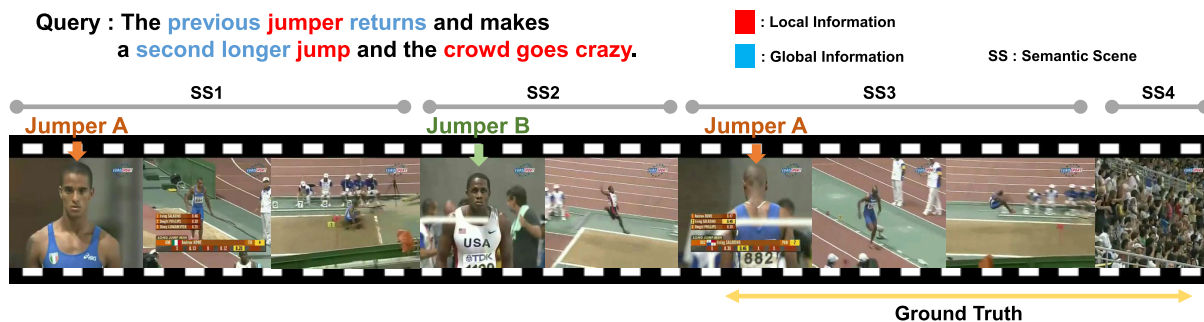 Query : The previous jumper returns and makes
a second longer jump and the crowd goes crazy.
: Local Information
: Global Information
SS : Semantic Scene
SS1
SS2
SS3
SS4
Jumper A
Jumper B
Jumper A
USA
TDK
882
Ground Truth